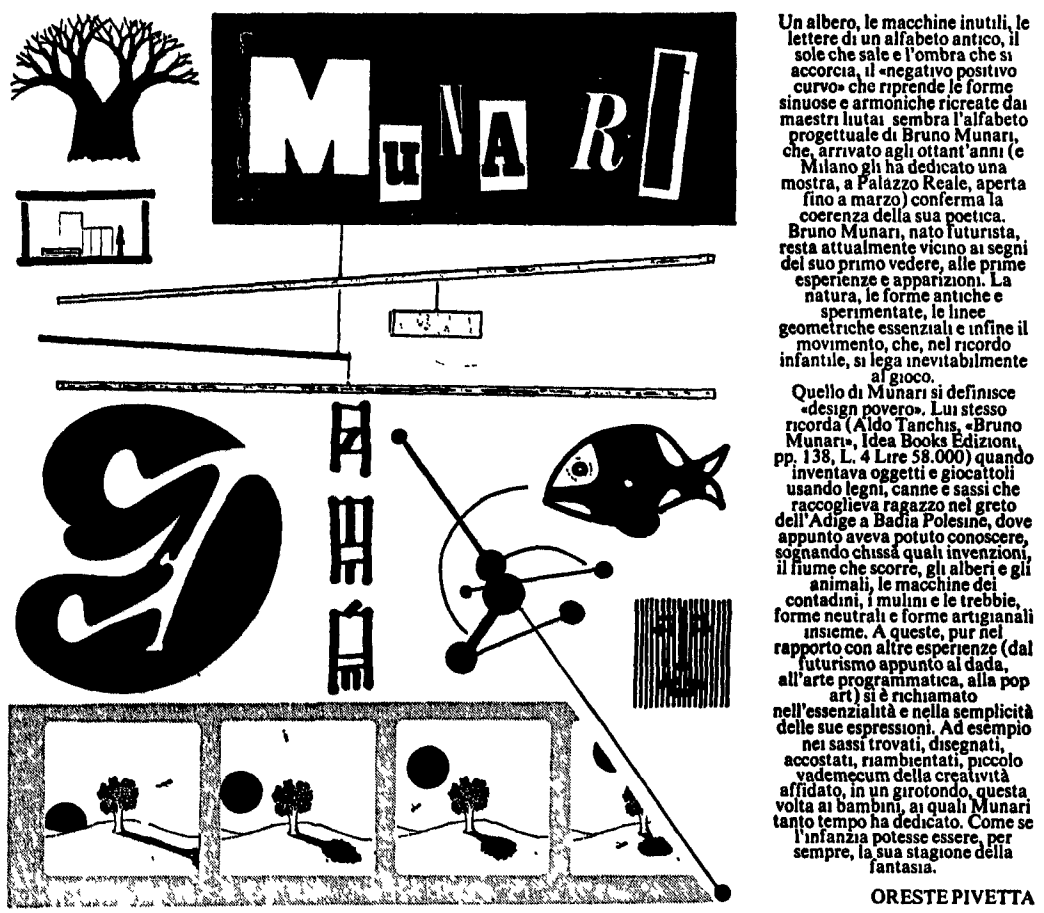 MUNARI
Un albero, le macchine inutili, le
lettere di un alfabeto antico, il
sole che sale e l'ombra che si
accorcia, il «negativo positivo
curvo» che riprende le forme
sinuose e armoniche ricreate dai
maestri liutai sembra l'alfabeto
progettuale di Bruno Munari,
che, arrivato agli ottant'anni (e
Milano gli ha dedicato una
mostra, a Palazzo Reale, aperta
fino a marzo) conferma la
coerenza della sua poetica.
Bruno Munari, nato futurista,
resta attualmente vicino ai segni
del suo primo vedere, alle prime
esperienze e apparizioni. La
natura, le forme antiche e
sperimentate, le linee
geometriche essenziali e infine il
movimento, che, nel ricordo
infantile, si lega inevitabilmente
al gioco.
Quello di Munari si definisce
«design povero». Lui stesso
ricorda (Aldo Tanchis, «Bruno
Munari», Idea Books Edizioni,
pp. 138, L. 4 Lire 58.000) quando
inventava oggetti e giocattoli
usando legni, canne e sassi che
raccoglieva ragazzo nel greto
dell'Adige a Badia Polesine, dove
appunto aveva potuto conoscere,
sognando chissà quali invenzioni,
il fiume che scorre, gli alberi e gli
animali, le macchine dei
contadini, i mulini e le trebbie,
forme neutrali e forme artigianali
insieme. A queste, pur nel
rapporto con altre esperienze (dal
futurismo appunto al dada,
all'arte programmatica, alla pop
art) si è richiamato
nell'essenzialità e nella semplicità
delle sue espressioni. Ad esempio
nei sassi trovati, disegnati,
accostati, riambientati, piccolo
vademecum della creatività
affidato, in un girotondo, questa
volta ai bambini, ai quali Munari
tanto tempo ha dedicato. Come se
l'infanzia potesse essere, per
sempre, la sua stagione della
fantasia.
ORESTE PIVETTA